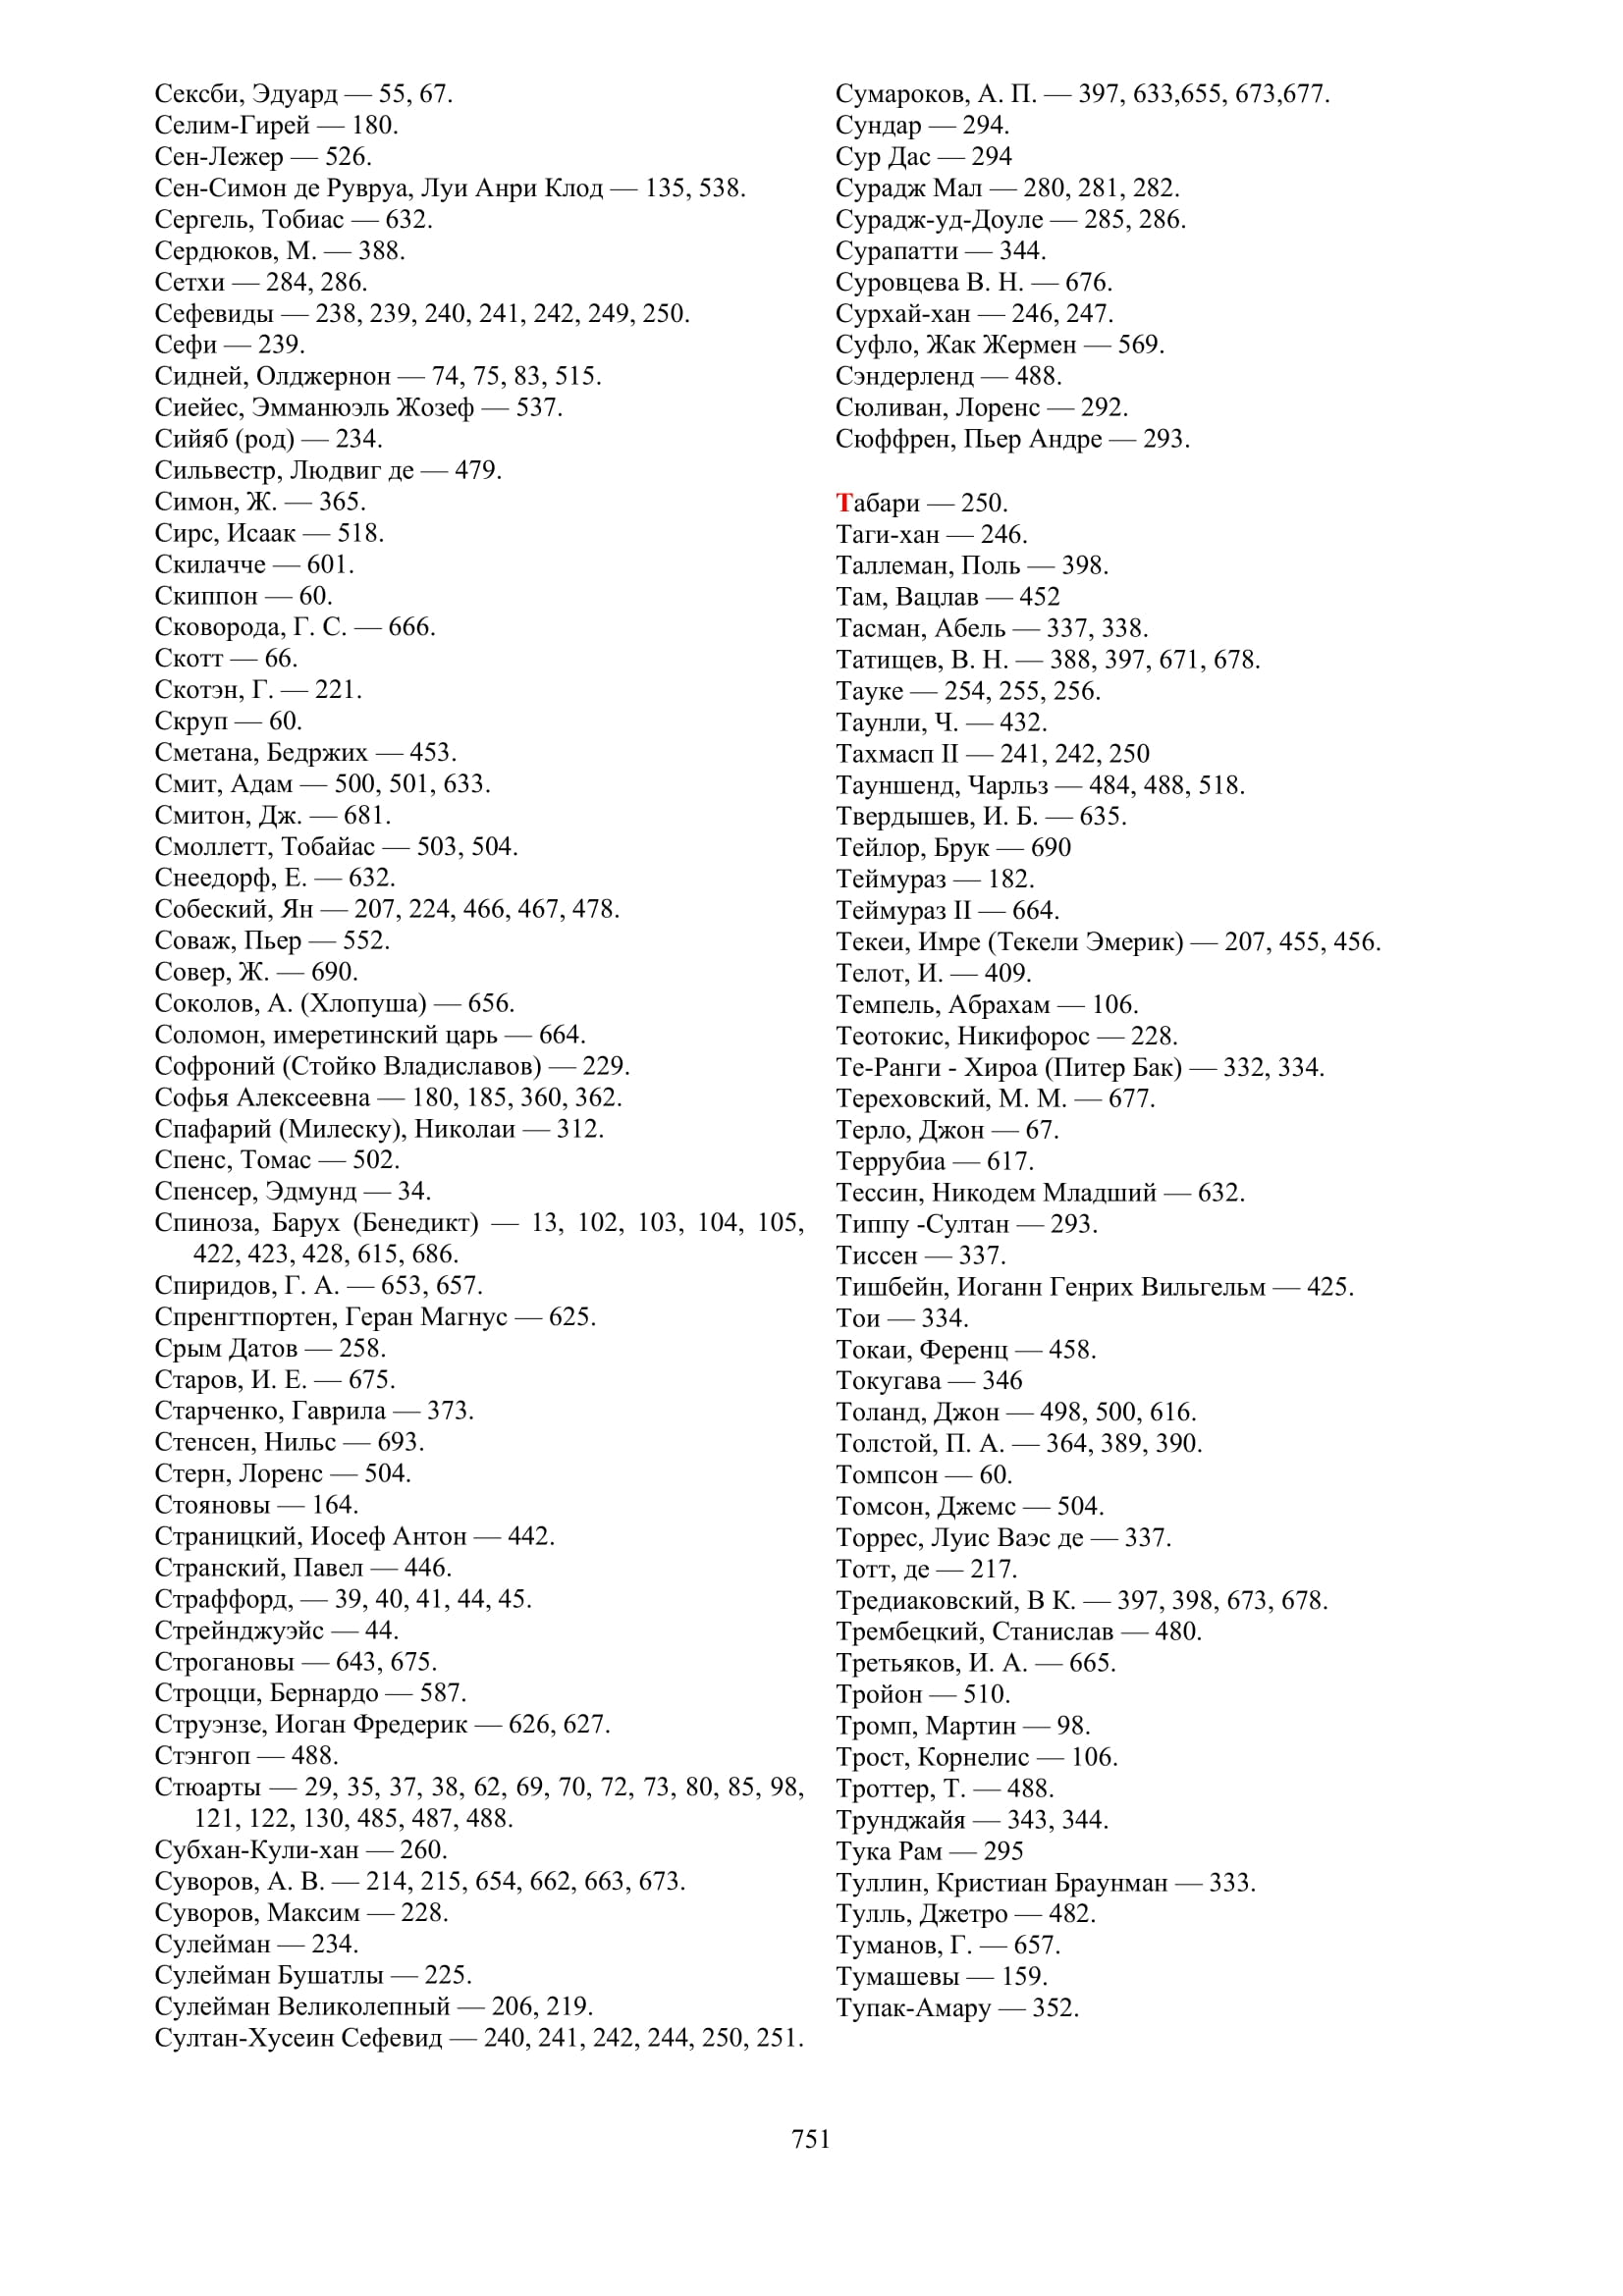 Сексби, Эдуард — 55, 67.
Селим-Гирей — 180.
Сен-Лежер — 526.
Сен-Симон де Рувруа, Луи Анри Клод — 135, 538.
Сергель, Тобиас — 632.
Сердюков, М. — 388.
Сетхи — 284, 286.
Сефевиды — 238, 239, 240, 241, 242, 249, 250.
Сефи — 239.
Сидней, Олджернон — 74, 75, 83, 515.
Сиейес, Эмманюэль Жозеф — 537.
Сийяб (род) — 234.
Сильвестр, Людвиг де — 479.
Симон, Ж. — 365.
Сирс, Исаак — 518.
Скилачче — 601.
Скиппон — 60.
Сковорода, Г. С. — 666.
Скотт — 66.
Скотэн, Г. — 221.
Скруп — 60.
Сметана, Бедржих — 453.
Смит, Адам — 500, 501, 633.
Смитон, Дж. — 681.
Смоллетт, Тобайас — 503, 504.
Снеедорф, Е. — 632.
Собеский, Ян — 207, 224, 466, 467, 478.
Соваж, Пьер — 552.
Совер, Ж. — 690.
Соколов, А. (Хлопуша) — 656.
Соломон, имеретинский царь — 664.
Софроний (Стойко Владиславов) — 229.
Софья Алексеевна — 180, 185, 360, 362.
Спафарий (Милеску), Николаи — 312.
Спенс, Томас — 502.
Спенсер, Эдмунд — 34.
Спиноза, Барух (Бенедикт) — 13, 102, 103, 104, 105,
422, 423, 428, 615, 686.
Спиридов, Г. А. — 653, 657.
Спренгтпортен, Геран Магнус — 625.
Срым Датов — 258.
Старов, И. Е. — 675.
Старченко, Гаврила — 373.
Стенсен, Нильс — 693.
Стерн, Лоренс — 504.
Стояновы — 164.
Страницкий, Иосеф Антон — 442.
Странский, Павел — 446.
Страффорд, — 39, 40, 41, 44, 45.
Стрейнджуэйс — 44.
Строгановы — 643, 675.
Строцци, Бернардо — 587.
Струэнзе, Иоган Фредерик — 626, 627.
Стэнгоп — 488.
Стюарты — 29, 35, 37, 38, 62, 69, 70, 72, 73, 80, 85, 98,
121, 122, 130, 485, 487, 488.
Субхан-Кули-хан — 260.
Суворов, А. В. — 214, 215, 654, 662, 663, 673.
Суворов, Максим — 228.
Сулейман — 234.
Сулейман Бушатлы — 225.
Сулейман Великолепный — 206, 219.
Султан-Хусеин Сефевид — 240, 241, 242, 244, 250, 251.
Сумароков, А. П. — 397, 633,655, 673,677.
Сундар — 294.
Сур Дас — 294
Сурадж Мал — 280, 281, 282.
Сурадж-уд-Доуле — 285, 286.
Сурапатти — 344.
Суровцева В. Н. — 676.
Сурхай-хан — 246, 247.
Суфло, Жак Жермен — 569.
Сэндерленд — 488.
Сюливан, Лоренс — 292.
Сюффрен, Пьер Андре — 293.
Табари — 250.
Таги-хан — 246.
Таллеман, Поль — 398.
Там, Вацлав — 452
Тасман, Абель — 337, 338.
Татищев, В. Н. — 388, 397, 671, 678.
Тауке — 254, 255, 256.
Таунли, Ч. — 432.
Тахмасп II — 241, 242, 250
Тауншенд, Чарльз — 484, 488, 518.
Твердышев, И. Б. — 635.
Тейлор, Брук — 690
Теймураз — 182.
Теймураз II — 664.
Текеи, Имре (Текели Эмерик) — 207, 455, 456.
Телот, И. — 409.
Темпель, Абрахам — 106.
Теотокис, Никифорос — 228.
Те-Ранги - Хироа (Питер Бак) — 332, 334.
Тереховский, М. М. — 677.
Терло, Джон — 67.
Террубиа — 617.
Тессин, Никодем Младший — 632.
Типпу -Султан — 293.
Тиссен — 337.
Тишбейн, Иоганн Генрих Вильгельм — 425.
Тои — 334.
Токаи, Ференц — 458.
Токугава — 346
Толанд, Джон — 498, 500, 616.
Толстой, П. А. — 364, 389, 390.
Томпсон — 60.
Томсон, Джемс — 504.
Торрес, Луис Ваэс де — 337.
Тотт, де — 217.
Тредиаковский, В К. — 397, 398, 673, 678.
Трембецкий, Станислав — 480.
Третьяков, И. А. — 665.
Тройон — 510.
Тромп, Мартин — 98.
Трост, Корнелис — 106.
Троттер, Т. — 488.
Трунджайя — 343, 344.
Тука Рам — 295
Туллин, Кристиан Браунман — 333.
Тулль, Джетро — 482.
Туманов, Г. — 657.
Тумашевы — 159.
Тупак-Амару — 352.
751